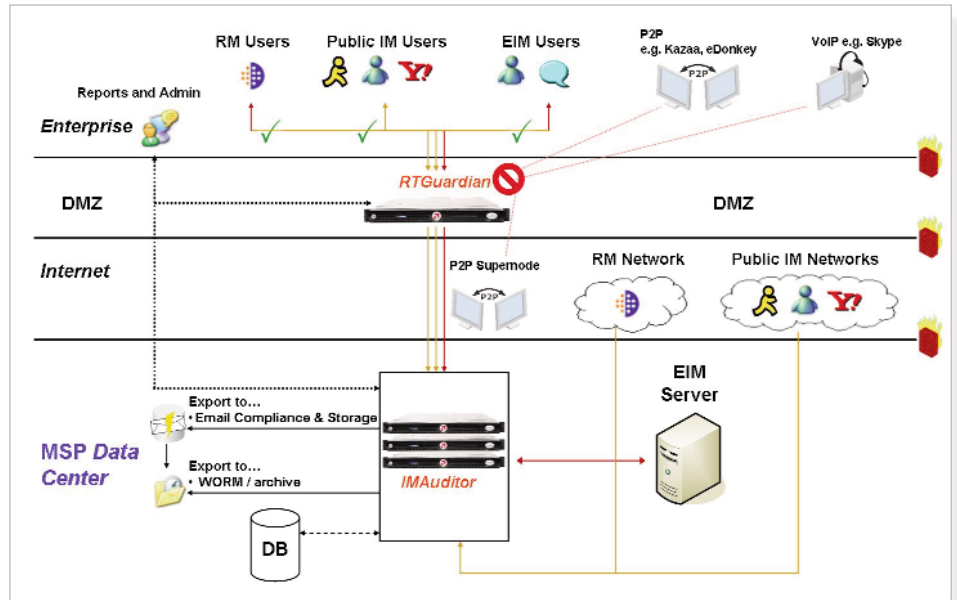 RM Users
Public IM Users
EIM Users
P2P
e.g. Kazaa, eDonkey
P2P
VoIP e.g. Skype
Reports and Admin
Enterprise
RTGuardian
DMZ
DMZ
Internet
P2P Supernode
P2P
RM Network
Public IM Networks
EIM
Server
Export to…
• Email Compliance & Storage
MSP Data
Center
Export to…
• WORM / archive
IMAuditor
DB